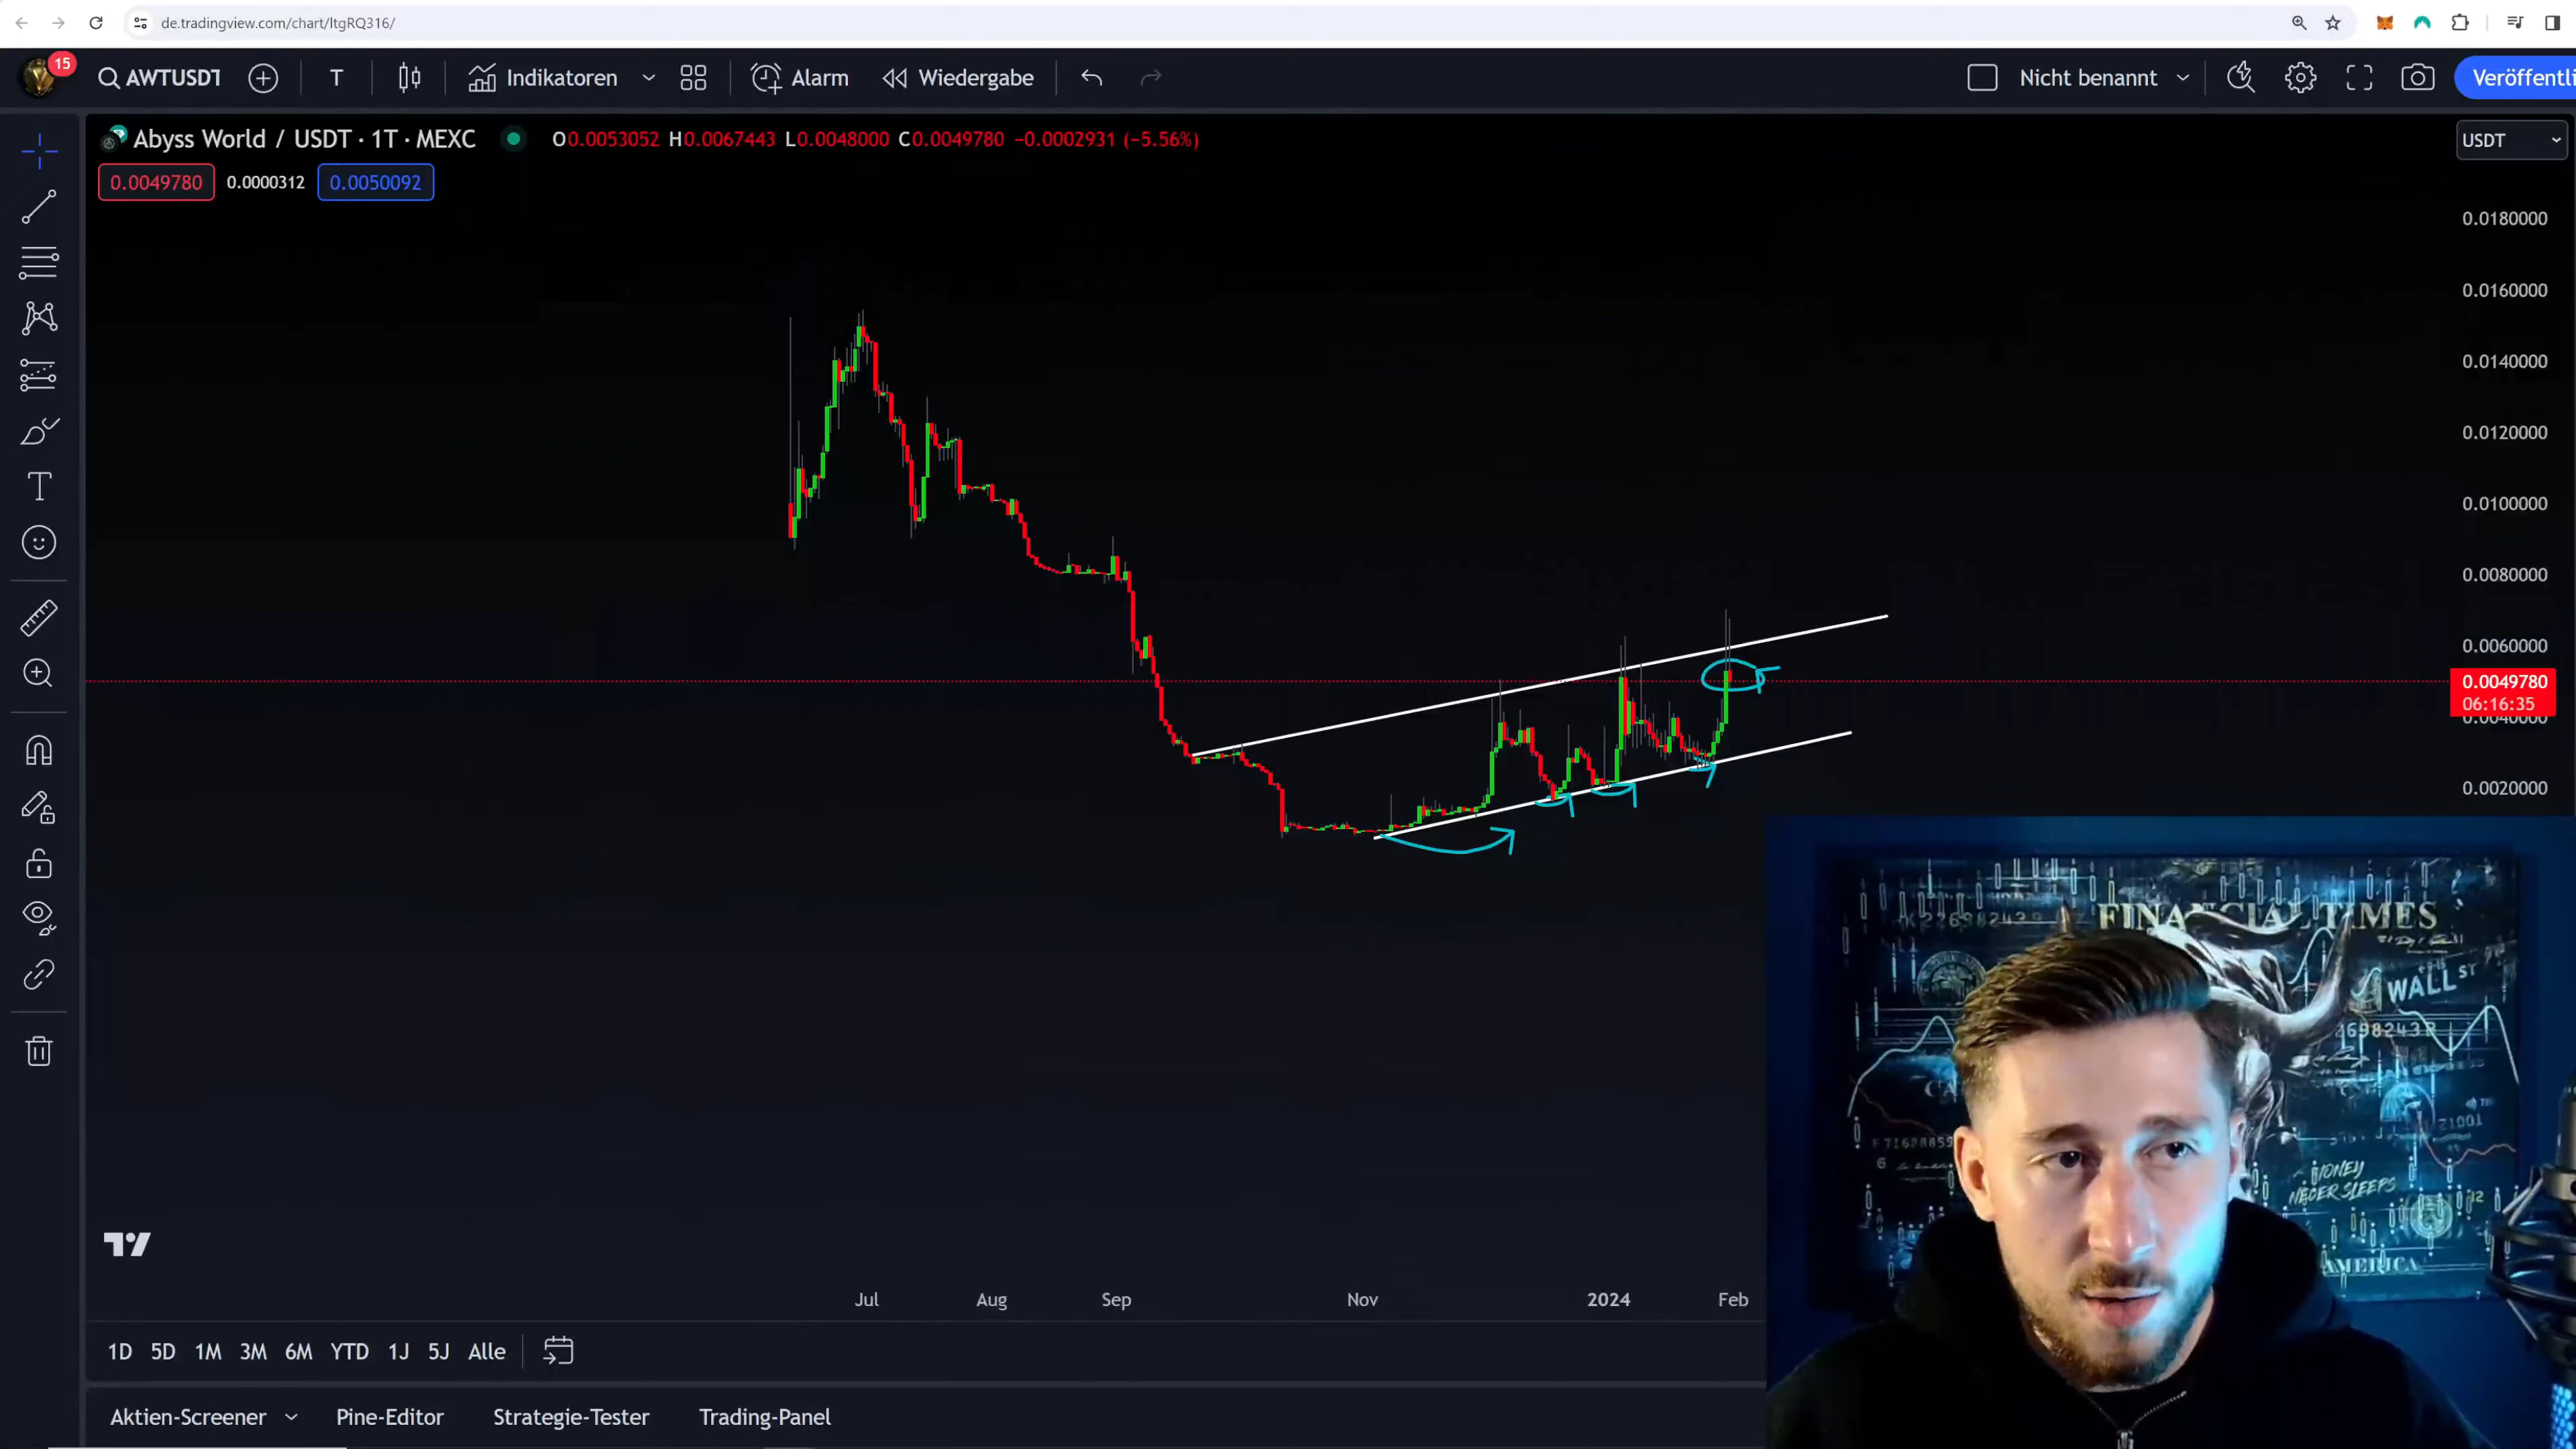 de.tradingview.com/chart/ltgRQ316/
15
AWTUSDT
T
Indikatoren
Alarm
Wiedergabe
Nicht benannt
Veröffentli
Abyss World / USDT · 1T · MEXC
O0.0053052 H0.0067443 L0.0048000 C0.0049780 −0.0002931 (−5.56%)
USDT
0.0049780
0.0000312
0.0050092
0.0180000
0.0160000
0.0140000
0.0120000
0.0100000
0.0080000
0.0060000
0.0049780
06:16:35
0.0040000
0.0020000
FINANCIAL TIMES
WALL ST
MONEY
NEVER SLEEPS
21001
12
AMERICA
Jul
Aug
Sep
Nov
2024
Feb
1D 5D 1M 3M 6M YTD 1J 5J Alle
Aktien-Screener
Pine-Editor
Strategie-Tester
Trading-Panel